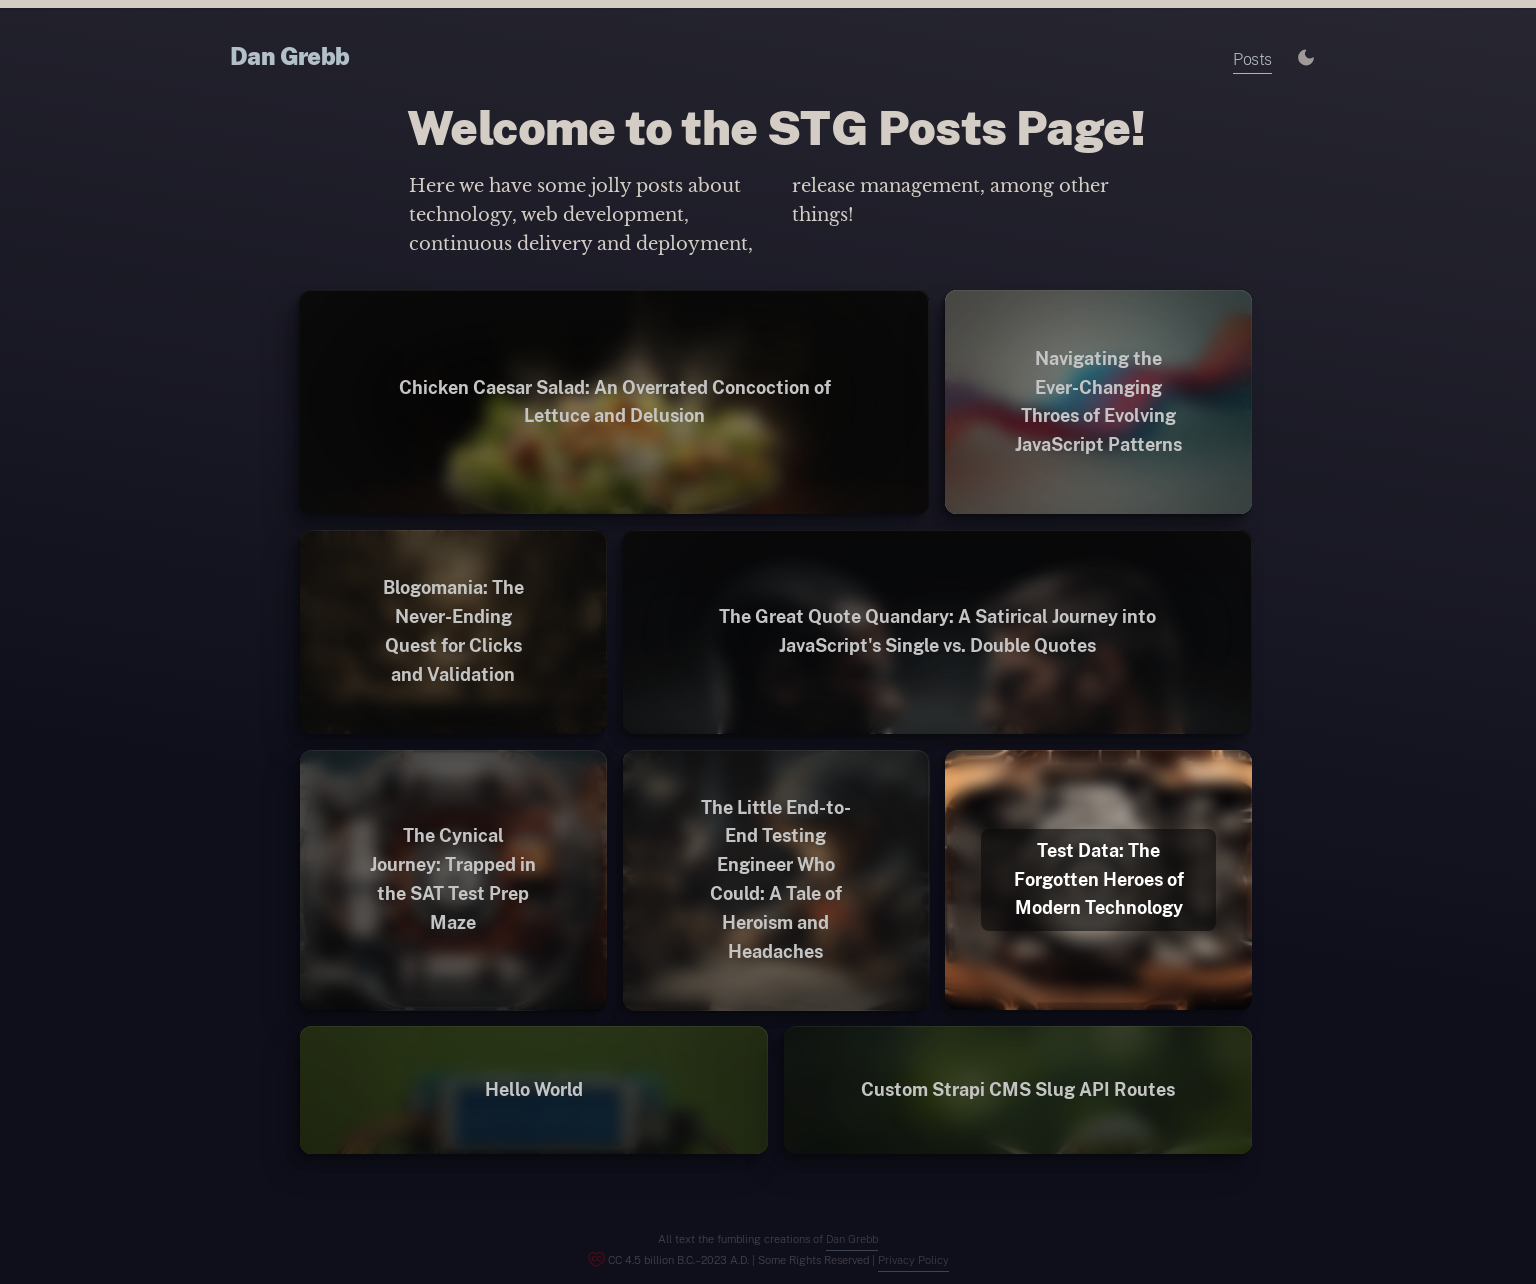 Dan Grebb
Posts
Welcome to the STG Posts Page!
Here we have some jolly posts about
technology, web development,
continuous delivery and deployment,
release management, among other
things!
Chicken Caesar Salad: An Overrated Concoction of
Lettuce and Delusion
Navigating the
Ever-Changing
Throes of Evolving
JavaScript Patterns
Blogomania: The
Never-Ending
Quest for Clicks
and Validation
The Great Quote Quandary: A Satirical Journey into
JavaScript's Single vs. Double Quotes
The Cynical
Journey: Trapped in
the SAT Test Prep
Maze
The Little End-to-
End Testing
Engineer Who
Could: A Tale of
Heroism and
Headaches
Test Data: The
Forgotten Heroes of
Modern Technology
Hello World
Custom Strapi CMS Slug API Routes
All text the fumbling creations of Dan Grebb
CC 4.5 billion B.C.–2023 A.D. | Some Rights Reserved | Privacy Policy